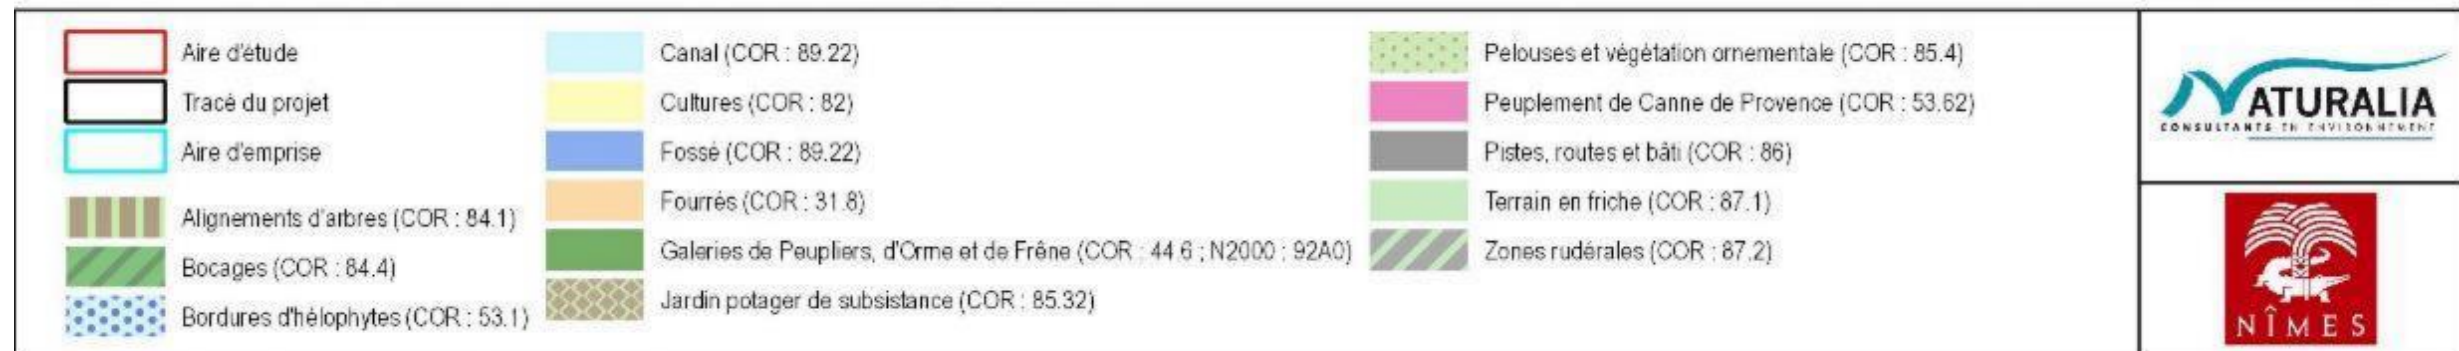 Aire d'étude
Tracé du projet
Aire d'emprise
Alignements d'arbres (COR : 84.1)
Bocages (COR : 84.4)
Bordures d'hélophytes (COR : 53.1)
Canal (COR : 89.22)
Cultures (COR : 82)
Fossé (COR : 89.22)
Fourrés (COR : 31.8)
Galeries de Peupliers, d'Orme et de Frêne (COR : 44.6 ; N2000 : 92A0)
Jardin potager de subsistance (COR : 85.32)
Pelouses et végétation ornementale (COR : 85.4)
Peuplement de Canne de Provence (COR : 53.62)
Pistes, routes et bâti (COR : 86)
Terrain en friche (COR : 87.1)
Zones rudérales (COR : 87.2)
NATURALIA
CONSULTANTS EN ENVIRONNEMENT
NÎMES